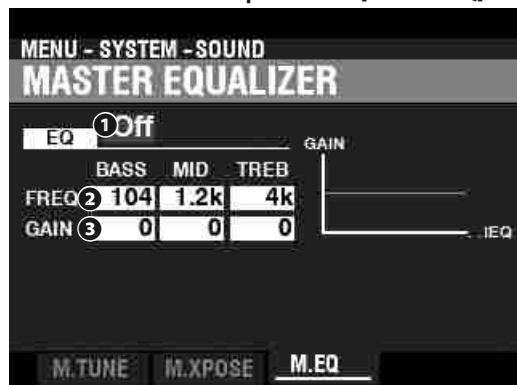 MENU - SYSTEM - SOUND
MASTER EQUALIZER
EQ ① Off
GAIN
BASS MID TREB
FREQ ② 104 1.2k 4k
GAIN ③ 0 0 0
M.TUNE M.XPOSE M.EQ